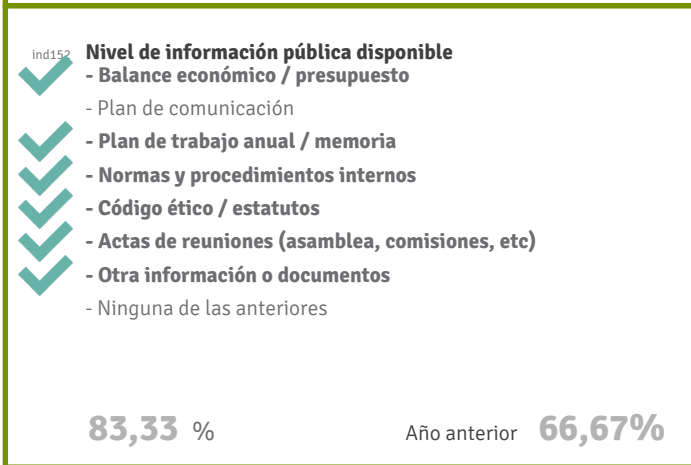 ind152 Nivel de información pública disponible
- Balance económico / presupuesto
- Plan de comunicación
- Plan de trabajo anual / memoria
- Normas y procedimientos internos
- Código ético / estatutos
- Actas de reuniones (asamblea, comisiones, etc)
- Otra información o documentos
- Ninguna de las anteriores
83,33 % Año anterior 66,67%